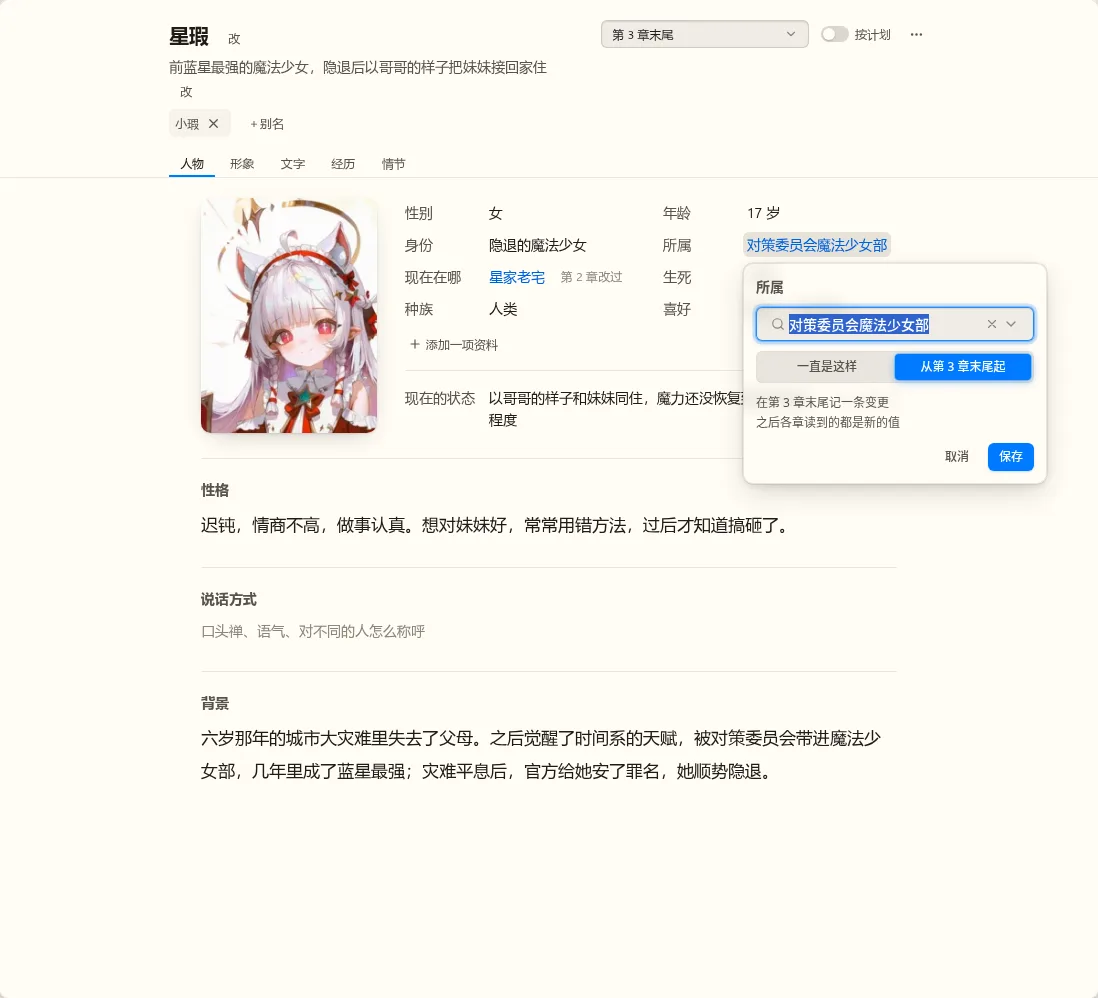 星瑕 改
第 3 章末尾
按计划
前蓝星最强的魔法少女，隐退后以哥哥的样子把妹妹接回家住
改
小瑕
+ 别名
人物 形象 文字 经历 情节
性别 女 年龄 17 岁
身份 隐退的魔法少女 所属 对策委员会魔法少女部
现在在哪 星家老宅 第 2 章改过 生死
种族 人类 喜好
+ 添加一项资料
现在的状态 以哥哥的样子和妹妹同住，魔力还没恢复
程度
所属
对策委员会魔法少女部
一直是这样 从第 3 章末尾起
在第 3 章末尾记一条变更
之后各章读到的都是新的值
取消 保存
性格
迟钝，情商不高，做事认真。想对妹妹好，常常用错方法，过后才知道搞砸了。
说话方式
口头禅、语气、对不同的人怎么称呼
背景
六岁那年的城市大灾难里失去了父母。之后觉醒了时间系的天赋，被对策委员会带进魔法少
女部，几年里成了蓝星最强；灾难平息后，官方给她安了罪名，她顺势隐退。